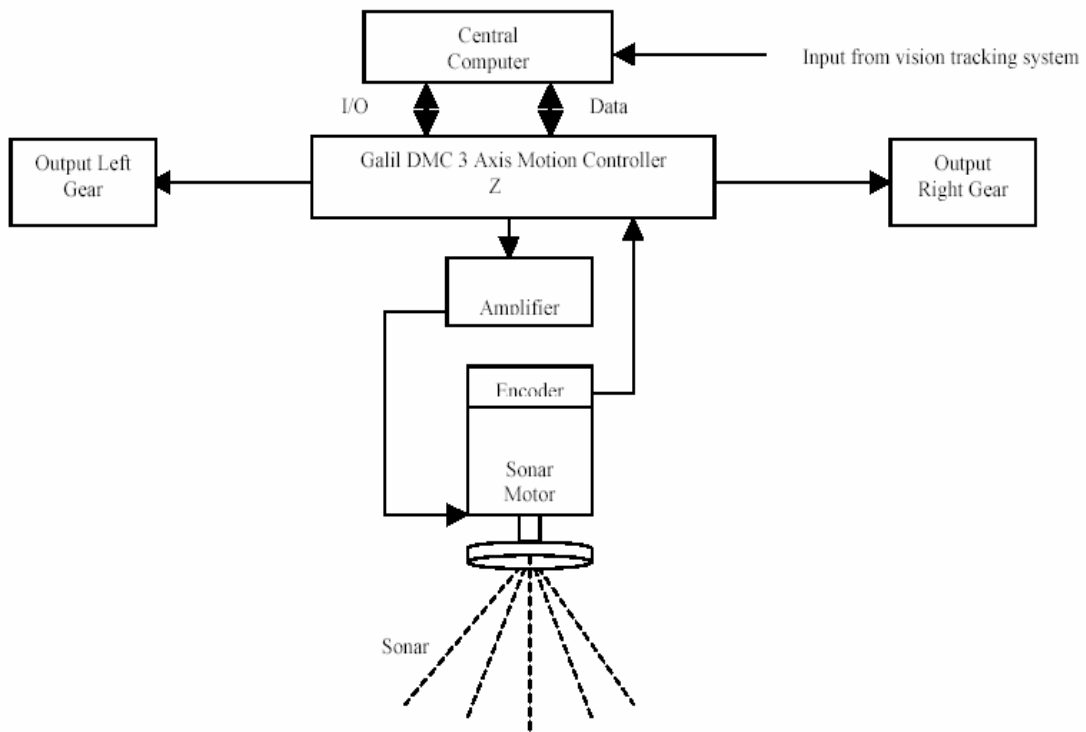 Central
Computer
Input from vision tracking system
I/O
Data
Output Left
Gear
Galil DMC 3 Axis Motion Controller
Z
Output
Right Gear
Amplifier
Encoder
Sonar
Motor
Sonar